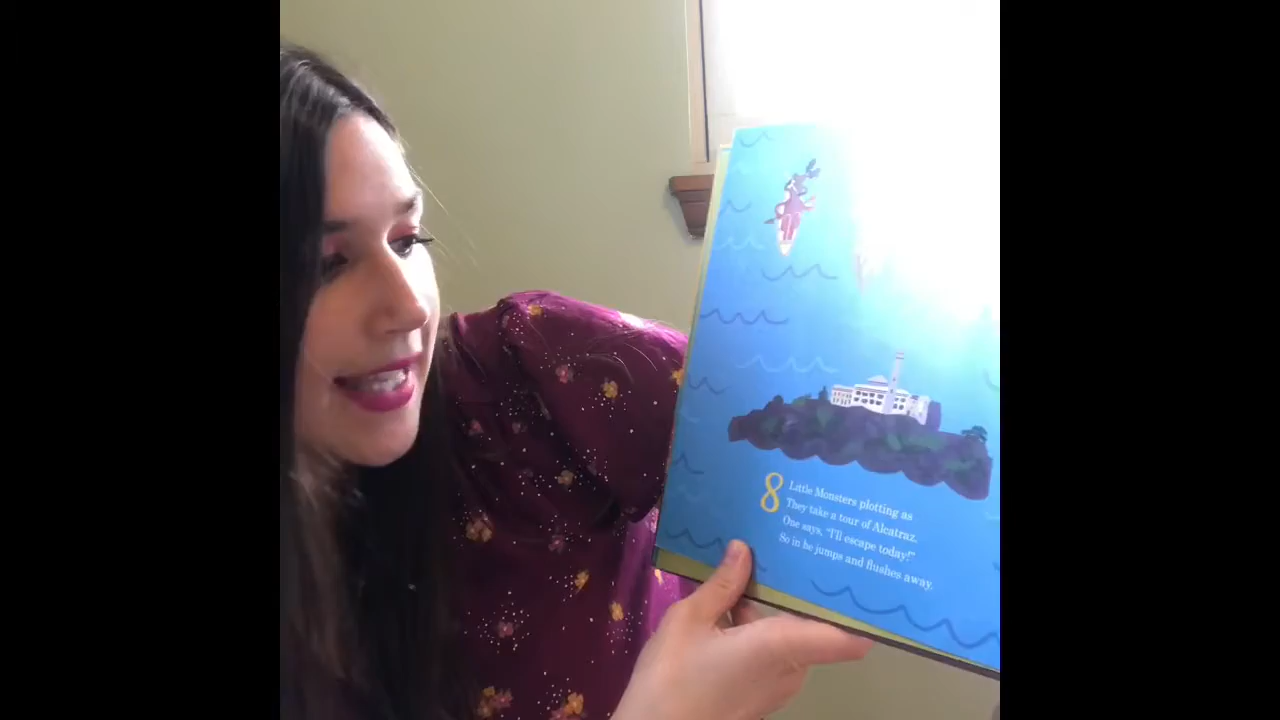 8 Little Monsters plotting as
They take a tour of Alcatraz.
One says, "I'll escape today!"
So in he jumps and flushes away.